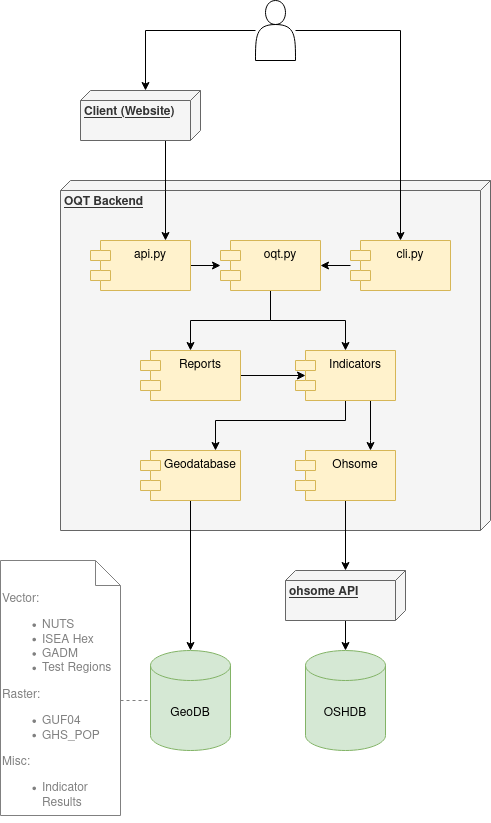 Client (Website)
OQT Backend
api.py
oqt.py
cli.py
Reports
Indicators
Geodatabase
Ohsome
ohsome API
Vector:
NUTS
ISEA Hex
GADM
Test Regions
Raster:
GUF04
GHS_POP
Misc:
Indicator
Results
GeoDB
OSHDB